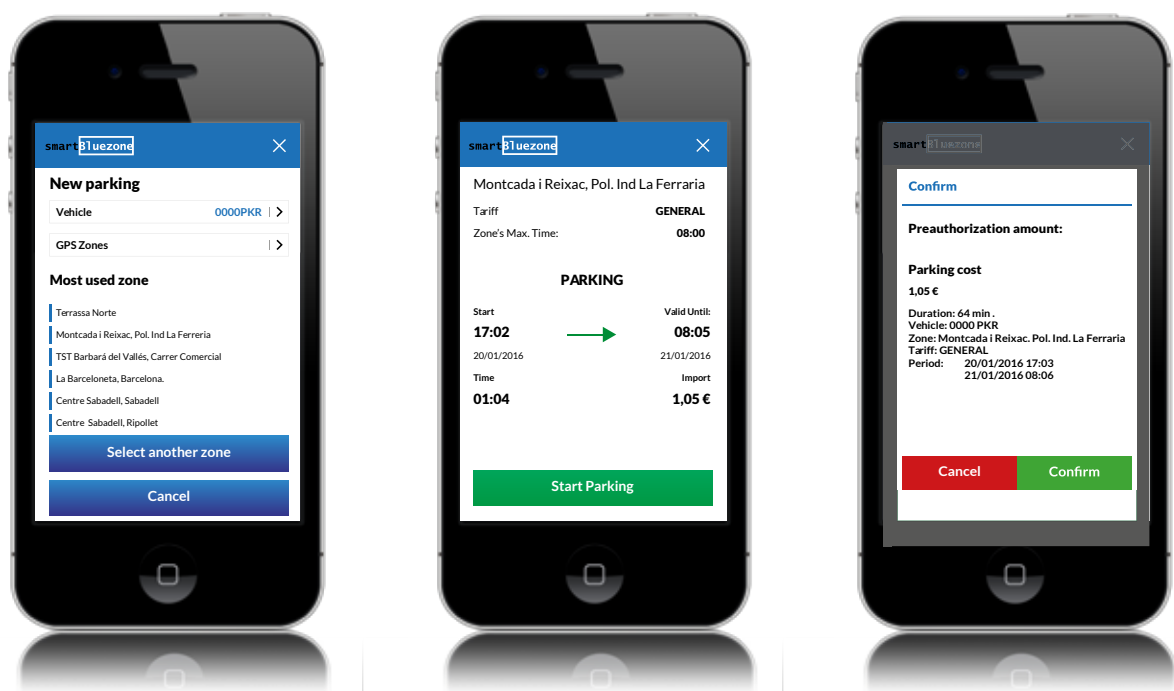 smartBluezone
New parking
Vehicle 0000PKR
GPS Zones
Most used zone
Terrassa Norte
Montcada i Reixac, Pol. Ind La Ferreria
TST Barbará del Vallés, Carrer Comercial
La Barceloneta, Barcelona.
Centre Sabadell, Sabadell
Centre Sabadell, Ripollet
Select another zone
Cancel
smartBluezone
Montcada i Reixac, Pol. Ind La Ferraria
Tariff GENERAL
Zone's Max. Time: 08:00
PARKING
Start Valid Until:
17:02 08:05
20/01/2016 21/01/2016
Time Import
01:04 1,05 €
Start Parking
smartBluezone
Confirm
Preauthorization amount:
Parking cost
1,05 €
Duration: 64 min .
Vehicle: 0000 PKR
Zone: Montcada i Reixac. Pol. Ind. La Ferraria
Tariff: GENERAL
Period: 20/01/2016 17:03
21/01/2016 08:06
Cancel Confirm